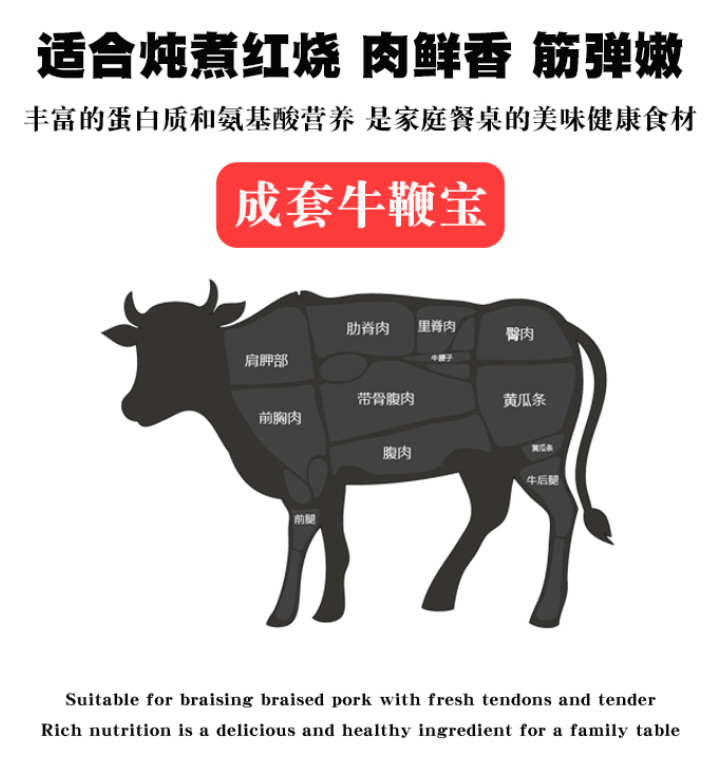 适合炖煮红烧 肉鲜香 筋弹嫩
丰富的蛋白质和氨基酸营养 是家庭餐桌的美味健康食材
成套牛鞭宝
肋脊肉
里脊肉
臀肉
肩胛部
牛腰子
前胸肉
带骨腹肉
黄瓜条
腹肉
黄瓜条
牛后腿
前腿
Suitable for braising braised pork with fresh tendons and tender
Rich nutrition is a delicious and healthy ingredient for a family table